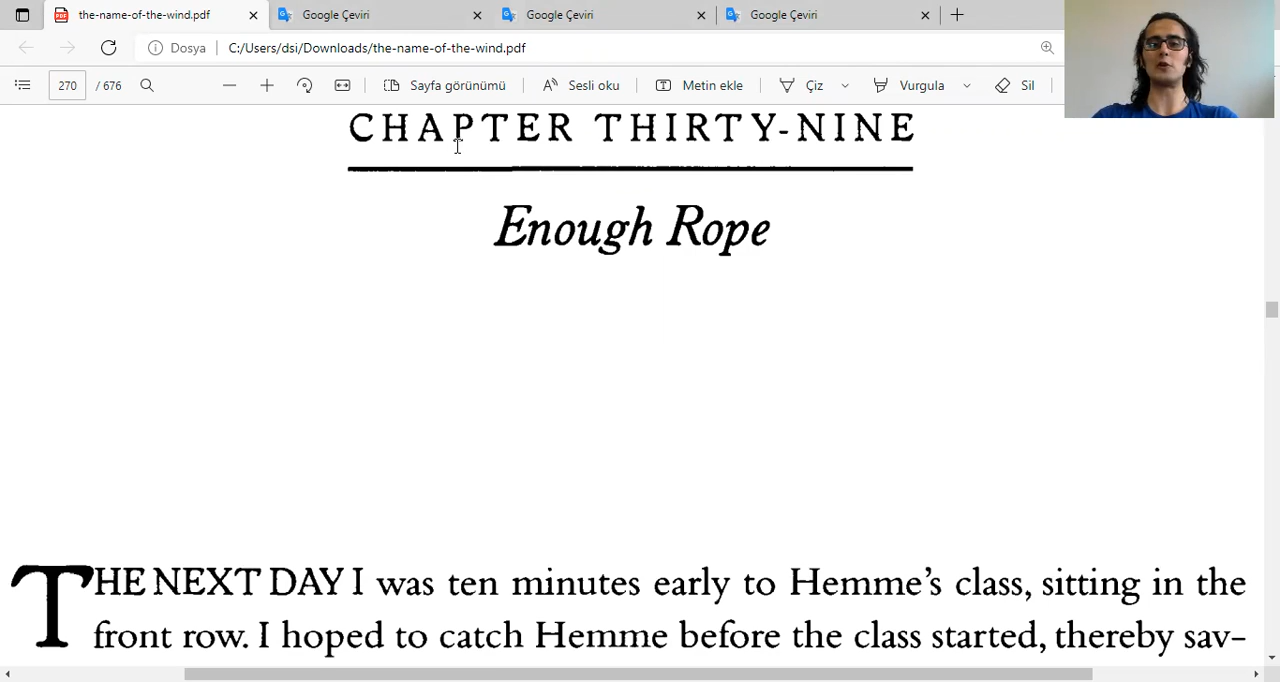 the-name-of-the-wind.pdf
Google Çeviri
Google Çeviri
Google Çeviri
Dosya C:/Users/dsi/Downloads/the-name-of-the-wind.pdf
270 / 676 Sayfa görünümü Sesli oku Metin ekle Çiz Vurgula Sil
CHAPTER THIRTY-NINE
Enough Rope
THE NEXT DAY I was ten minutes early to Hemme's class, sitting in the
front row. I hoped to catch Hemme before the class started, thereby sav-